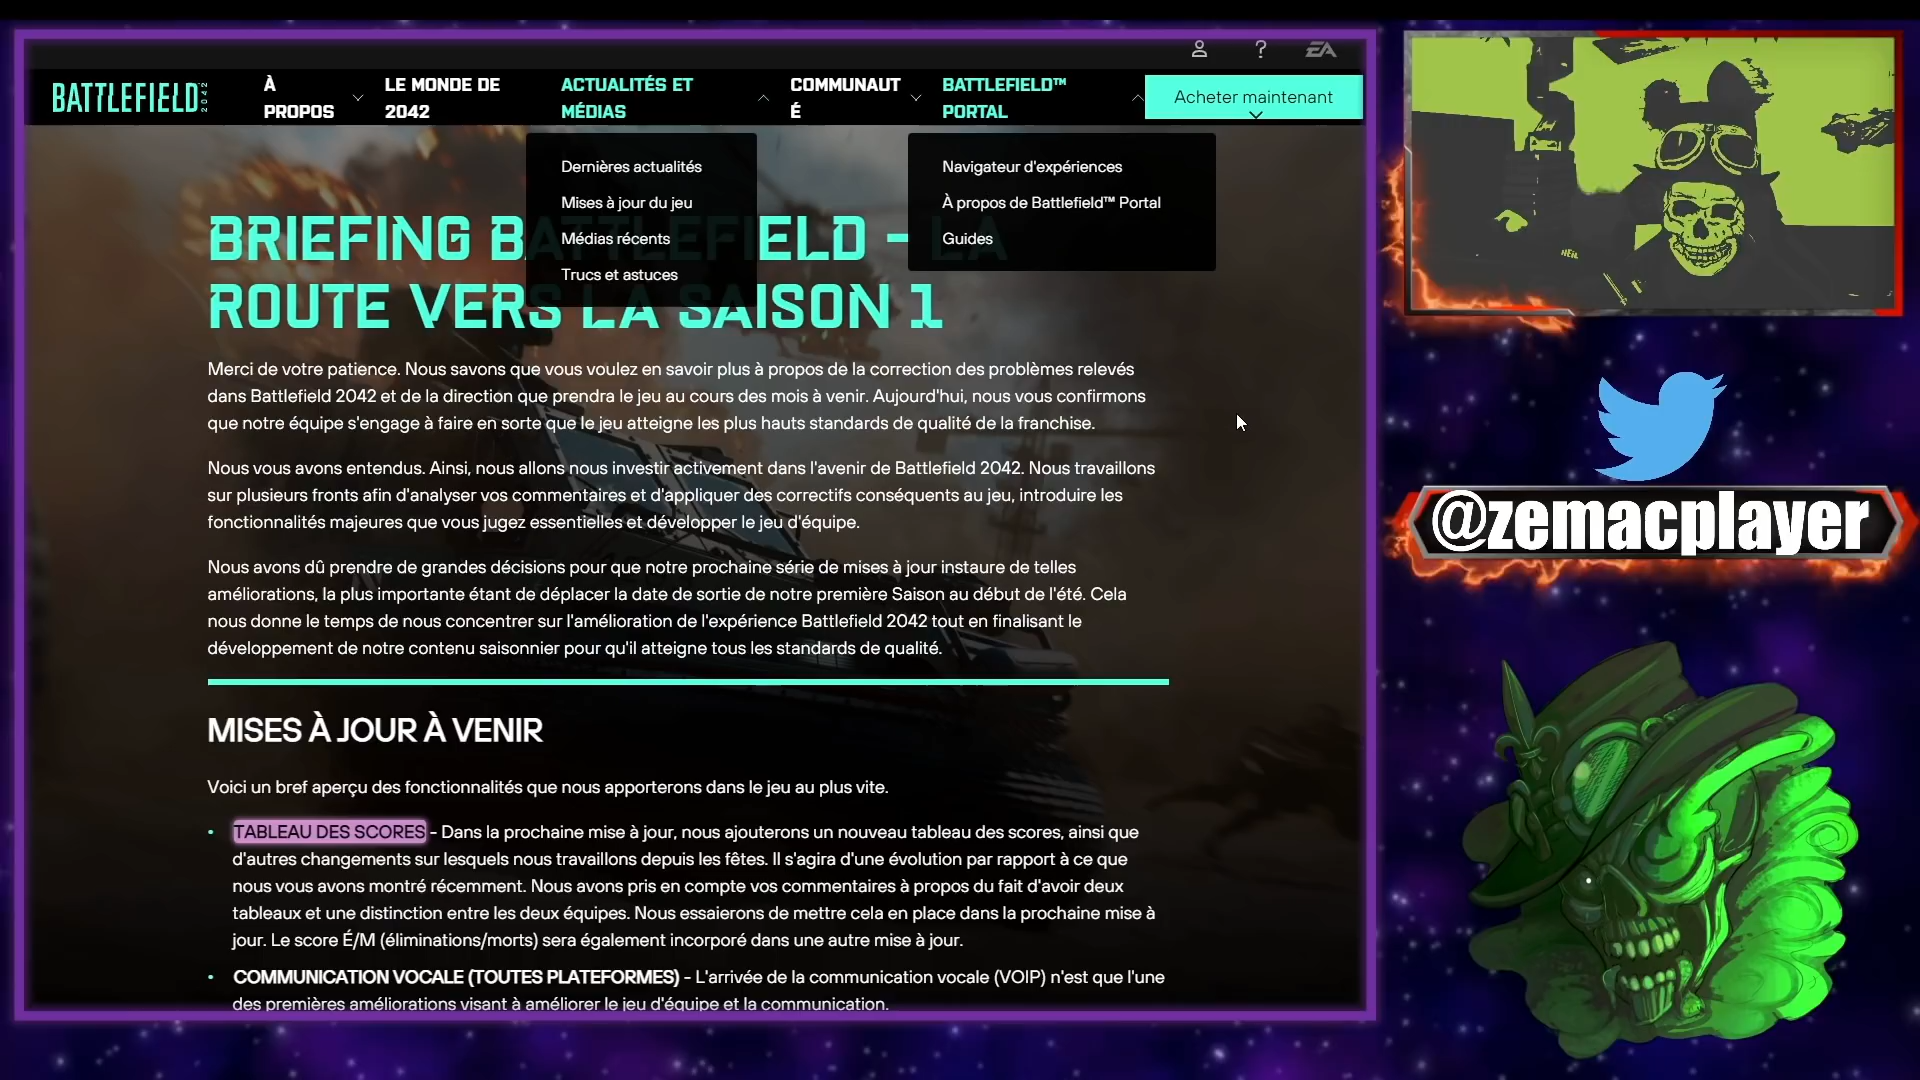 BATTLEFIELD 2042
À PROPOS
LE MONDE DE 2042
ACTUALITÉS ET MÉDIAS
COMMUNAUTÉ
BATTLEFIELD™ PORTAL
EA
Acheter maintenant
Dernières actualités
Mises à jour du jeu
Médias récents
Trucs et astuces
Navigateur d'expériences
À propos de Battlefield™ Portal
Guides
BRIEFING BATTLEFIELD - LA
ROUTE VERS LA SAISON 1
Merci de votre patience. Nous savons que vous voulez en savoir plus à propos de la correction des problèmes relevés
dans Battlefield 2042 et de la direction que prendra le jeu au cours des mois à venir. Aujourd'hui, nous vous confirmons
que notre équipe s'engage à faire en sorte que le jeu atteigne les plus hauts standards de qualité de la franchise.
Nous vous avons entendus. Ainsi, nous allons nous investir activement dans l'avenir de Battlefield 2042. Nous travaillons
sur plusieurs fronts afin d'analyser vos commentaires et d'appliquer des correctifs conséquents au jeu, introduire les
fonctionnalités majeures que vous jugez essentielles et développer le jeu d'équipe.
Nous avons dû prendre de grandes décisions pour que notre prochaine série de mises à jour instaure de telles
améliorations, la plus importante étant de déplacer la date de sortie de notre première Saison au début de l'été. Cela
nous donne le temps de nous concentrer sur l'amélioration de l'expérience Battlefield 2042 tout en finalisant le
développement de notre contenu saisonnier pour qu'il atteigne tous les standards de qualité.
MISES À JOUR À VENIR
Voici un bref aperçu des fonctionnalités que nous apporterons dans le jeu au plus vite.
• TABLEAU DES SCORES - Dans la prochaine mise à jour, nous ajouterons un nouveau tableau des scores, ainsi que
d'autres changements sur lesquels nous travaillons depuis les fêtes. Il s'agira d'une évolution par rapport à ce que
nous vous avons montré récemment. Nous avons pris en compte vos commentaires à propos du fait d'avoir deux
tableaux et une distinction entre les deux équipes. Nous essaierons de mettre cela en place dans la prochaine mise à
jour. Le score É/M (éliminations/morts) sera également incorporé dans une autre mise à jour.
• COMMUNICATION VOCALE (TOUTES PLATEFORMES) - L'arrivée de la communication vocale (VOIP) n'est que l'une
des premières améliorations visant à améliorer le jeu d'équipe et la communication.
@zemacplayer